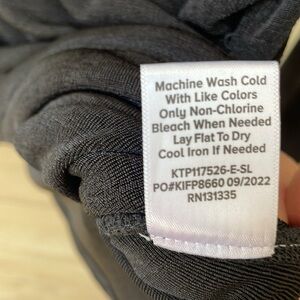 Machine Wash Cold
With Like Colors
Only Non-Chlorine
Bleach When Needed
Lay Flat To Dry
Cool Iron If Needed
KTP117526-E-SL
PO#KIFP8660 09/2022
RN131335